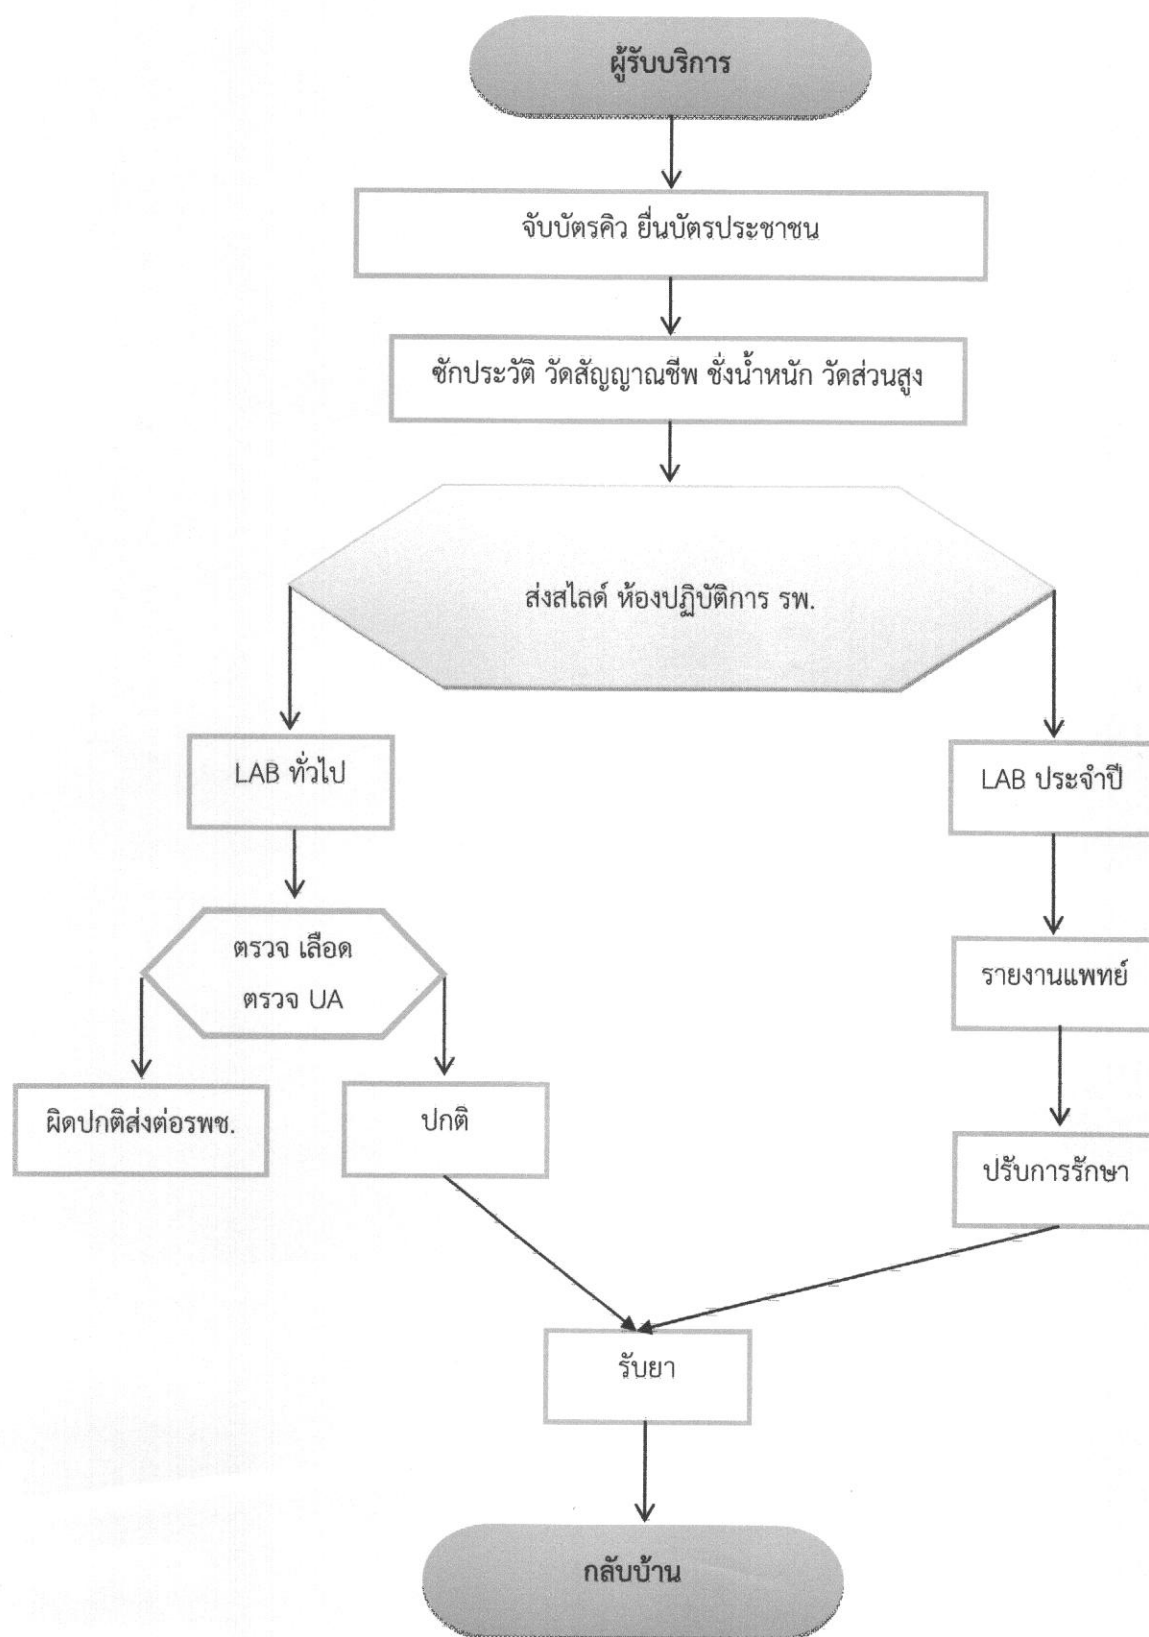 ผู้รับบริการ
จับบัตรคิว ยื่นบัตรประชาชน
ซักประวัติ วัดสัญญาณชีพ ชั่งน้ำหนัก วัดส่วนสูง
ส่งสไลด์ ห้องปฏิบัติการ รพ.
LAB ทั่วไป
LAB ประจำปี
ตรวจ เลือด
ตรวจ UA
รายงานแพทย์
ผิดปกติส่งต่อรพช.
ปกติ
ปรับการรักษา
รับยา
กลับบ้าน